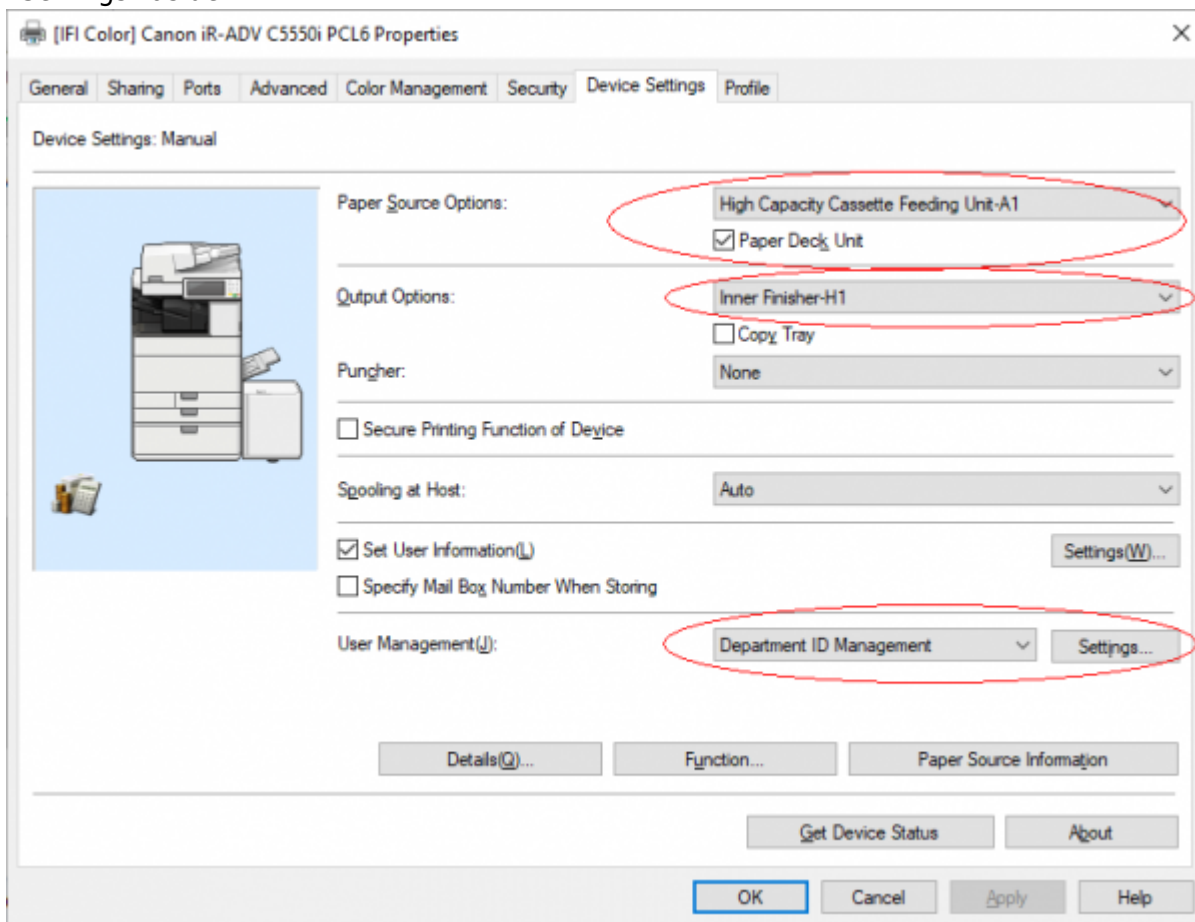 [IFI Color] Canon iR-ADV C5550i PCL6 Properties
General Sharing Ports Advanced Color Management Security Device Settings Profile
Device Settings: Manual
Paper Source Options: High Capacity Cassette Feeding Unit-A1
Paper Deck Unit
Output Options: Inner Finisher-H1
Copy Tray
Puncher: None
Secure Printing Function of Device
Spooling at Host: Auto
Set User Information(L) Settings(W)...
Specify Mail Box Number When Storing
User Management(J): Department ID Management Settings...
Details(Q)... Function... Paper Source Information
Get Device Status About
OK Cancel Apply Help